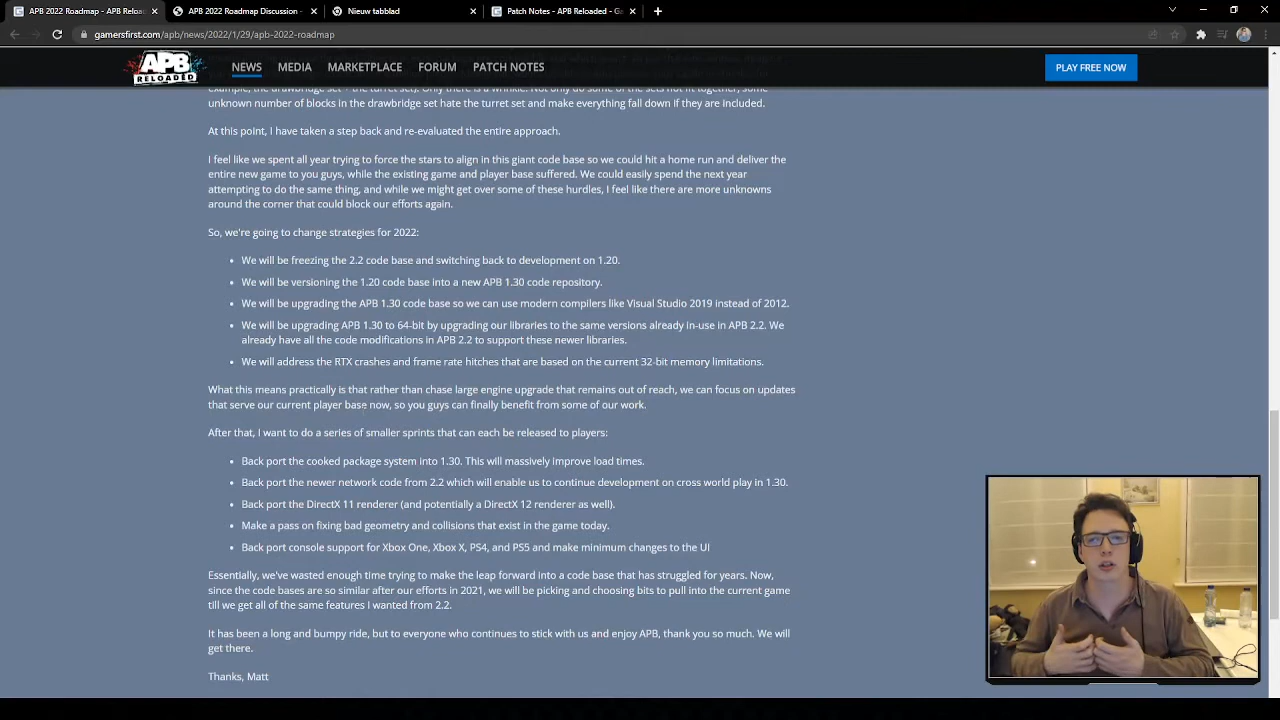 APB 2022 Roadmap - APB Reload
APB 2022 Roadmap Discussion -
Nieuw tabblad
Patch Notes - APB Reloaded - Ga
gamersfirst.com/apb/news/2022/1/29/apb-2022-roadmap
APB
RELOADED
NEWS
MEDIA
MARKETPLACE
FORUM
PATCH NOTES
PLAY FREE NOW
example, the drawbridge set + the turret set). Only there is a wrinkle. Not only do some of the sets not fit together, some
unknown number of blocks in the drawbridge set hate the turret set and make everything fall down if they are included.
At this point, I have taken a step back and re-evaluated the entire approach.
I feel like we spent all year trying to force the stars to align in this giant code base so we could hit a home run and deliver the
entire new game to you guys, while the existing game and player base suffered. We could easily spend the next year
attempting to do the same thing, and while we might get over some of these hurdles, I feel like there are more unknowns
around the corner that could block our efforts again.
So, we're going to change strategies for 2022:
• We will be freezing the 2.2 code base and switching back to development on 1.20.
• We will be versioning the 1.20 code base into a new APB 1.30 code repository.
• We will be upgrading the APB 1.30 code base so we can use modern compilers like Visual Studio 2019 instead of 2012.
• We will be upgrading APB 1.30 to 64-bit by upgrading our libraries to the same versions already in-use in APB 2.2. We
already have all the code modifications in APB 2.2 to support these newer libraries.
• We will address the RTX crashes and frame rate hitches that are based on the current 32-bit memory limitations.
What this means practically is that rather than chase large engine upgrade that remains out of reach, we can focus on updates
that serve our current player base now, so you guys can finally benefit from some of our work.
After that, I want to do a series of smaller sprints that can each be released to players:
• Back port the cooked package system into 1.30. This will massively improve load times.
• Back port the newer network code from 2.2 which will enable us to continue development on cross world play in 1.30.
• Back port the DirectX 11 renderer (and potentially a DirectX 12 renderer as well).
• Make a pass on fixing bad geometry and collisions that exist in the game today.
• Back port console support for Xbox One, Xbox X, PS4, and PS5 and make minimum changes to the UI
Essentially, we've wasted enough time trying to make the leap forward into a code base that has struggled for years. Now,
since the code bases are so similar after our efforts in 2021, we will be picking and choosing bits to pull into the current game
till we get all of the same features I wanted from 2.2.
It has been a long and bumpy ride, but to everyone who continues to stick with us and enjoy APB, thank you so much. We will
get there.
Thanks, Matt